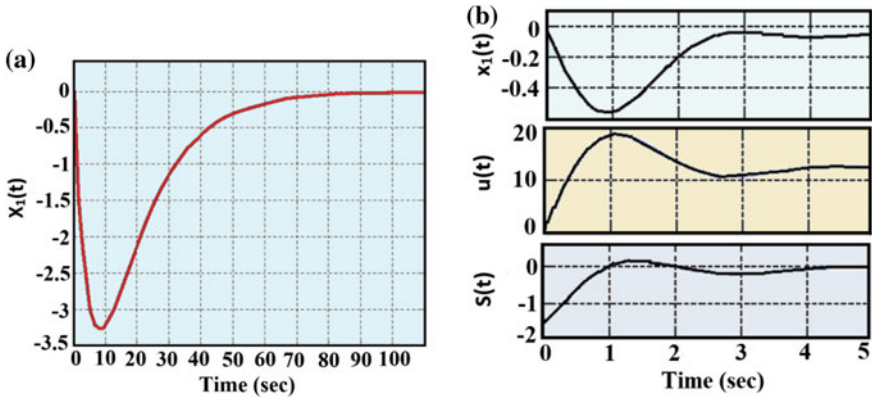 (a)
X₁(t)
0
-0.5
-1
-1.5
-2
-2.5
-3
-3.5
0 10 20 30 40 50 60 70 80 90 100
Time (sec)
(b)
x₁(t)
0
-0.2
-0.4
u(t)
20
10
0
S(t)
0
-1
-2
0 1 2 3 4 5
Time (sec)